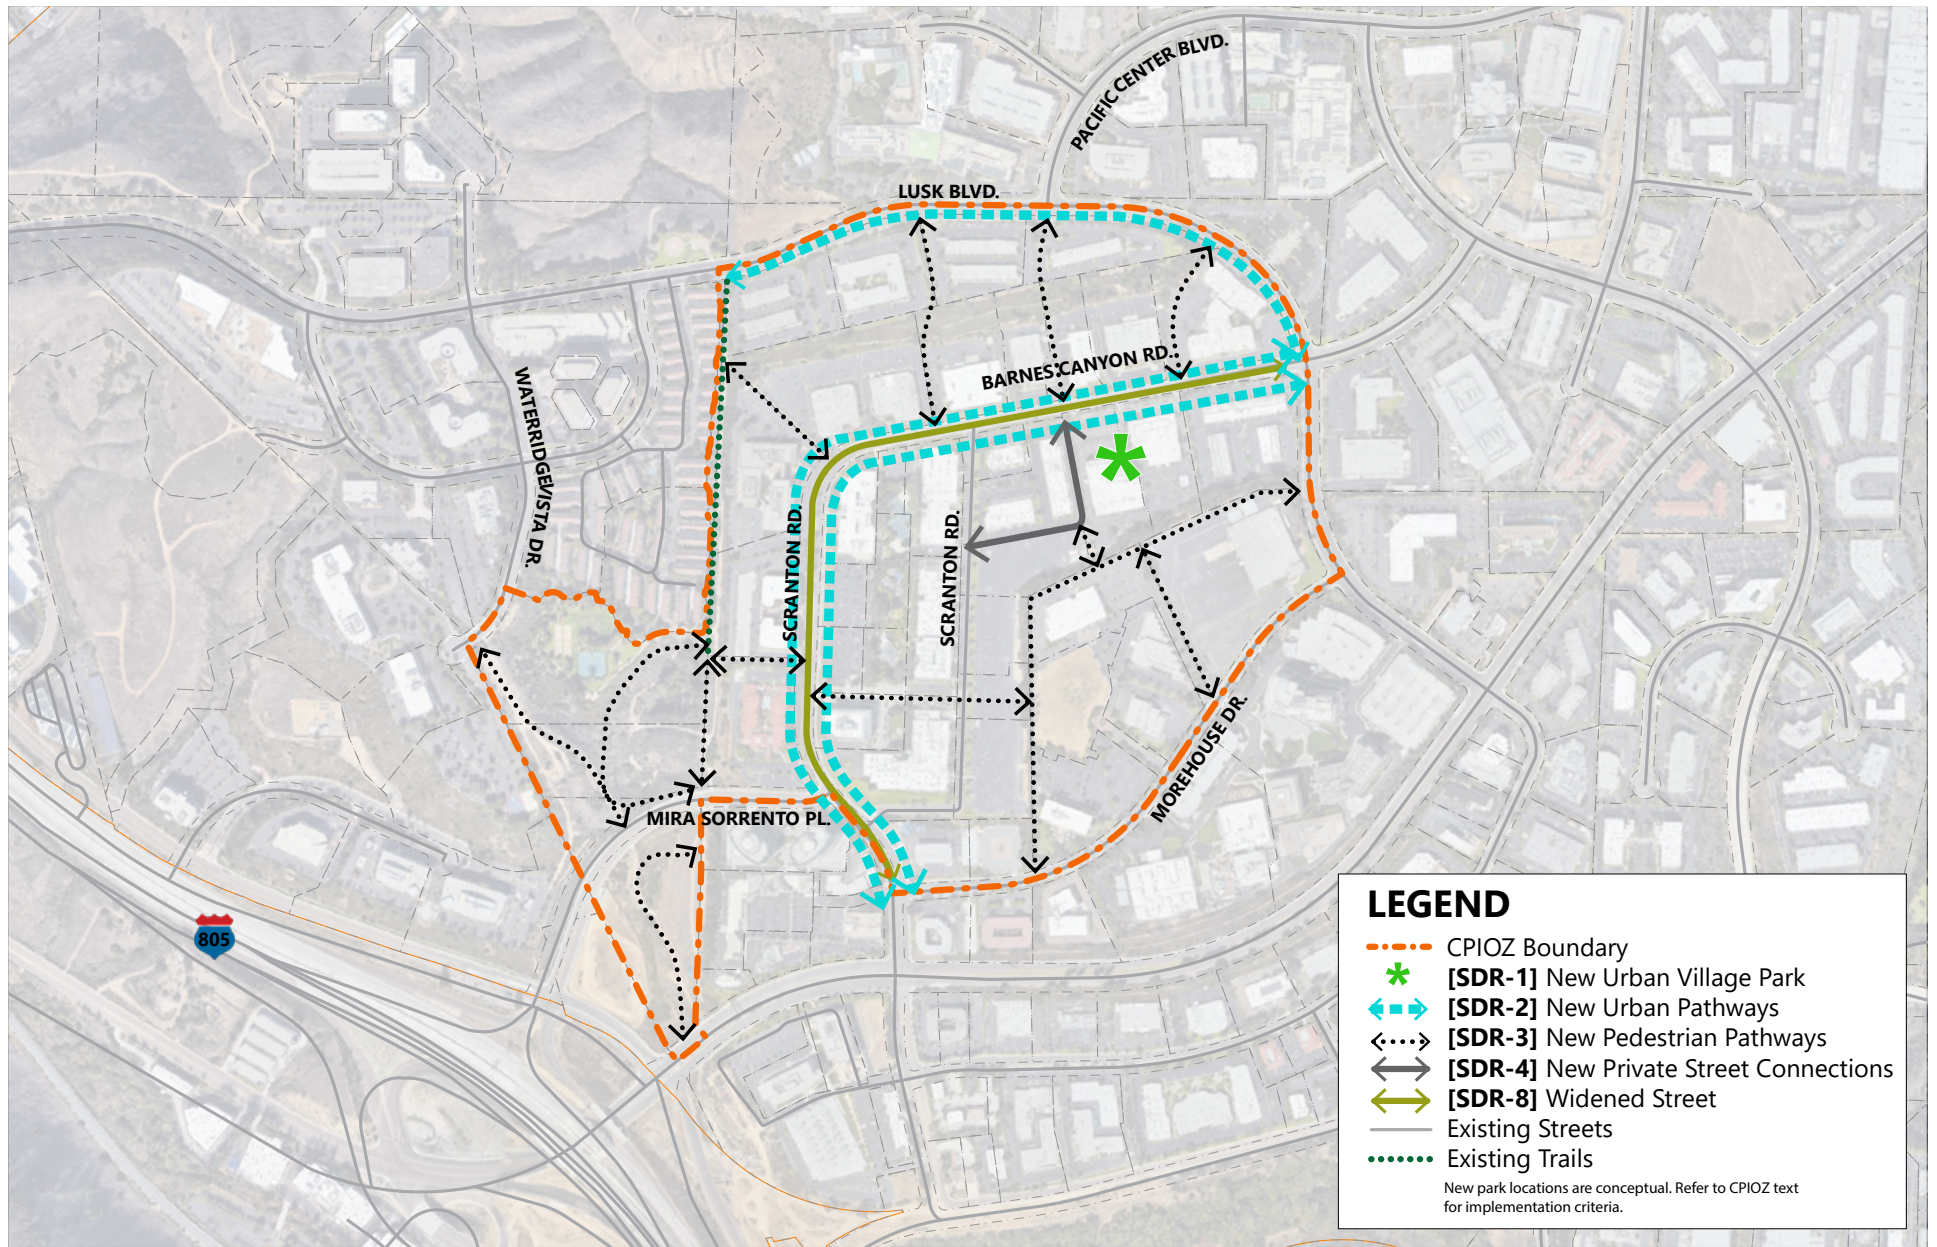 PACIFIC CENTER BLVD.
LUSK BLVD.
BARNES CANYON RD.
WATERRIDGE VISTA DR.
SCRANTON RD.
SCRANTON RD.
MOREHOUSE DR.
MIRA SORRENTO PL.
805
LEGEND
CPIOZ Boundary
[SDR-1] New Urban Village Park
[SDR-2] New Urban Pathways
[SDR-3] New Pedestrian Pathways
[SDR-4] New Private Street Connections
[SDR-8] Widened Street
Existing Streets
Existing Trails
New park locations are conceptual. Refer to CPIOZ text
for implementation criteria.